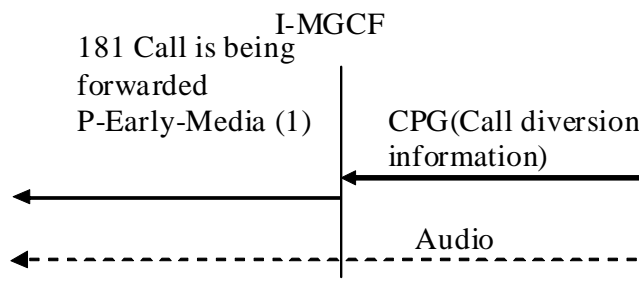 I-MGCF
181 Call is being
forwarded
P-Early-Media (1)
CPG(Call diversion
information)
Audio